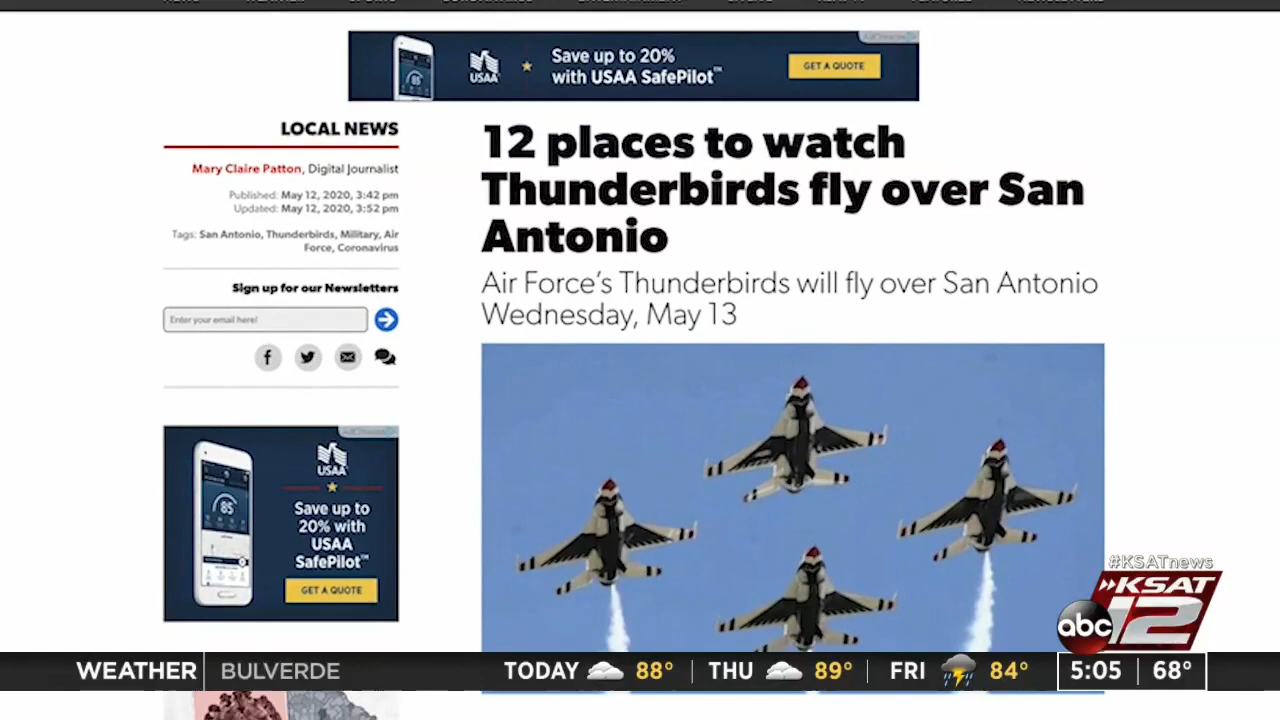 Save up to 20%
with USAA SafePilot™
USAA
GET A QUOTE
LOCAL NEWS
Mary Claire Patton, Digital Journalist
Published: May 12, 2020, 3:42 pm
Updated: May 12, 2020, 3:52 pm
Tags: San Antonio, Thunderbirds, Military, Air
Force, Coronavirus
Sign up for our Newsletters
Enter your email here!
12 places to watch
Thunderbirds fly over San
Antonio
Air Force's Thunderbirds will fly over San Antonio
Wednesday, May 13
USAA
85
Save up to
20% with
USAA
SafePilot™
GET A QUOTE
#KSATnews
KSAT
abc 12
WEATHER BULVERDE TODAY 88° THU 89° FRI 84° 5:05 68°